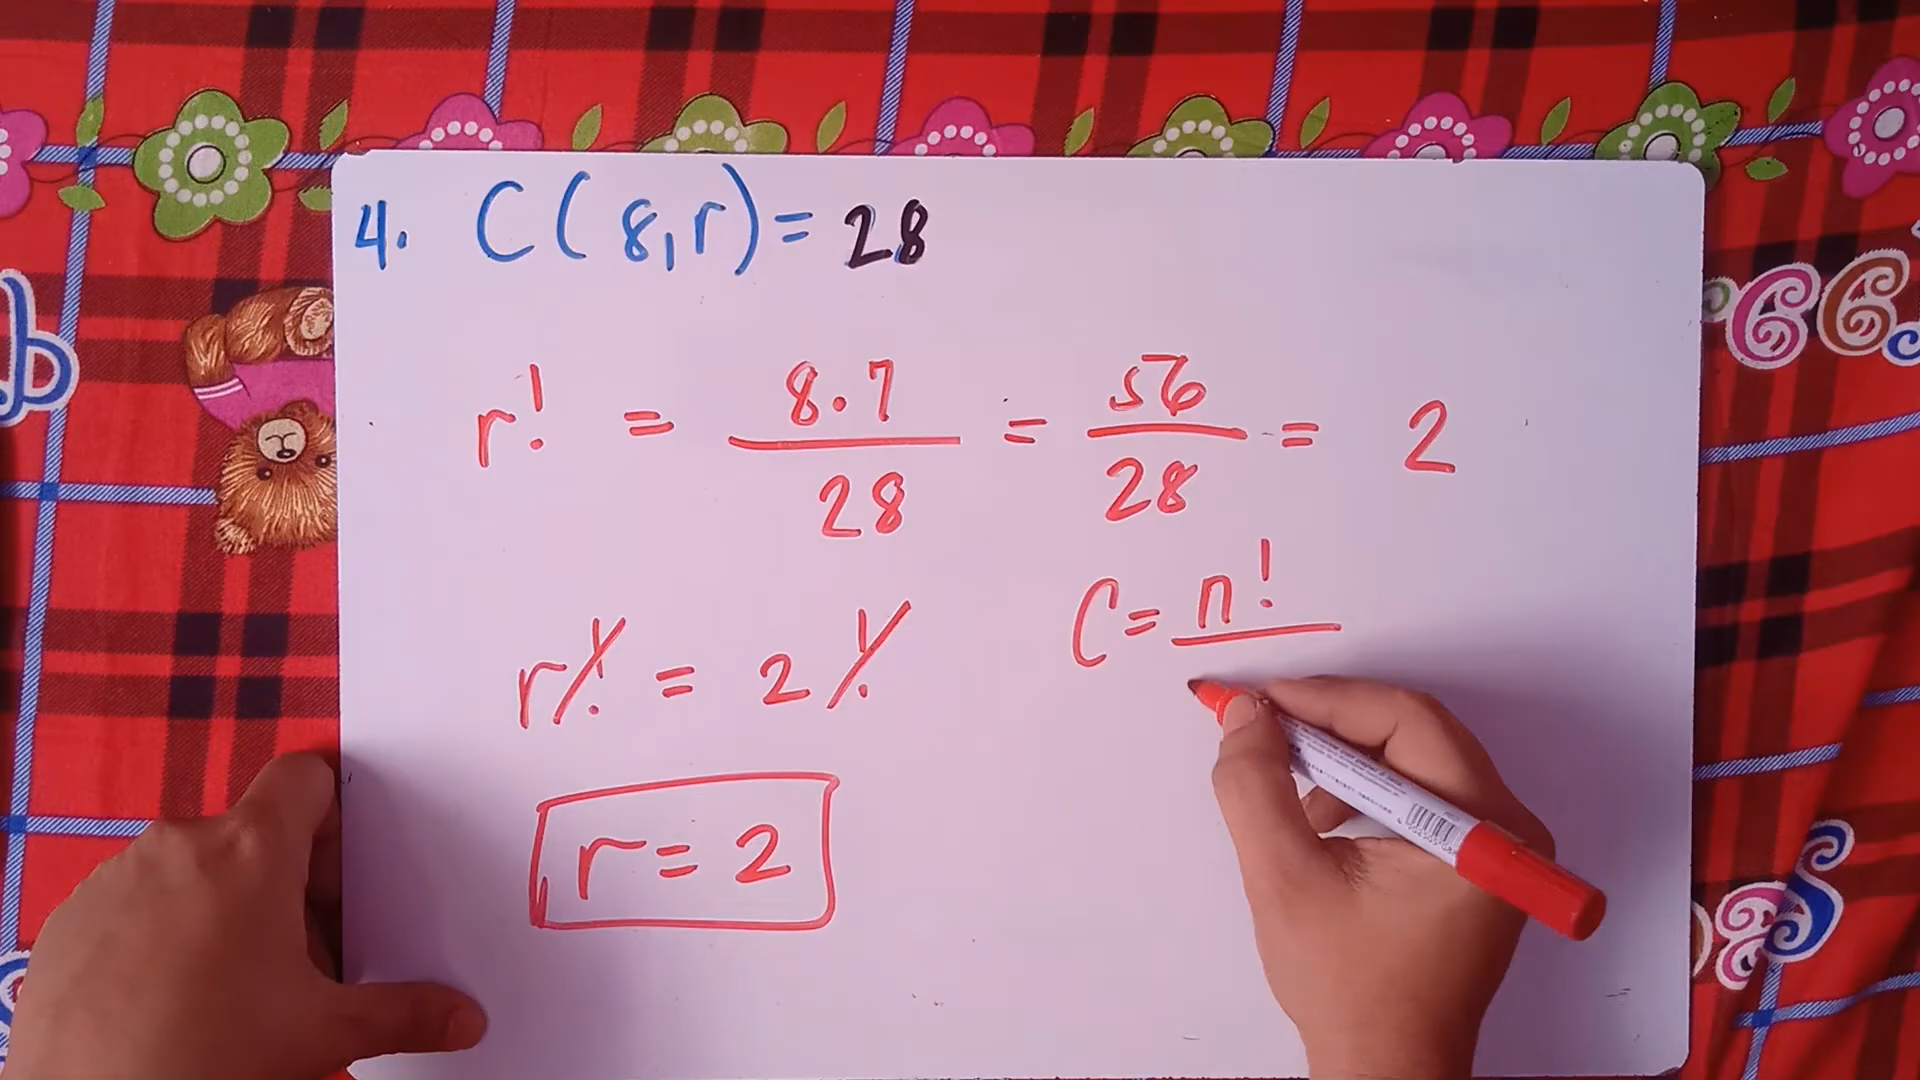 4. C(8,r)=28
r! = 8.7/28 = 56/28 = 2
r! = 2!
C= n!
r= 2